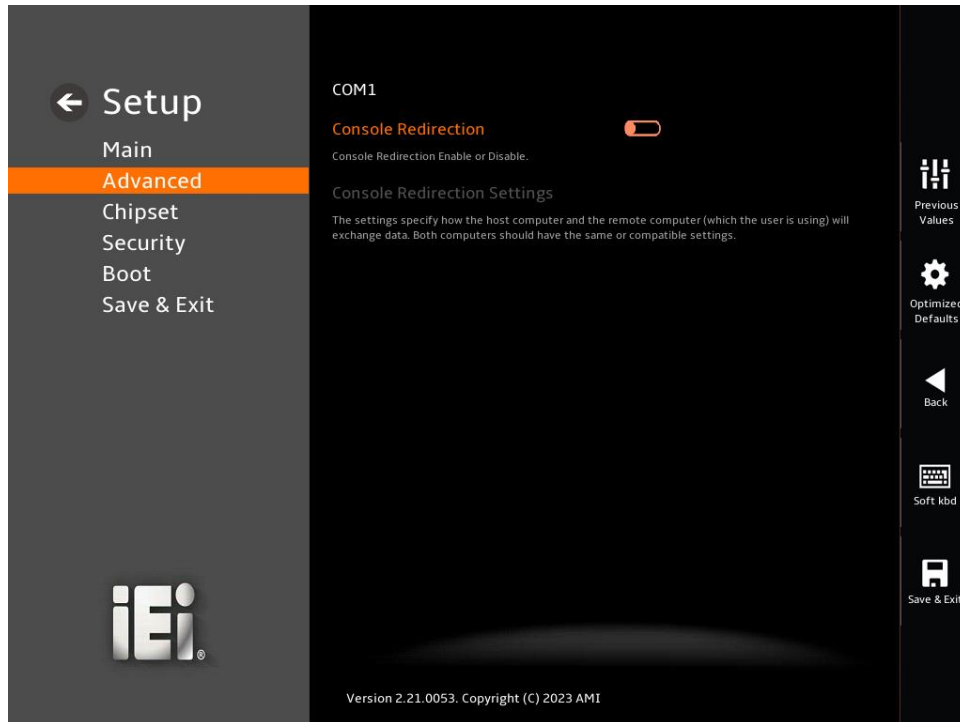 Setup
Main
Advanced
Chipset
Security
Boot
Save & Exit
iEi®
COM1
Console Redirection
Console Redirection Enable or Disable.
Console Redirection Settings
The settings specify how the host computer and the remote computer (which the user is using) will
exchange data. Both computers should have the same or compatible settings.
Version 2.21.0053. Copyright (C) 2023 AMI
Previous
Values
Optimized
Defaults
Back
Soft kbd
Save & Exit